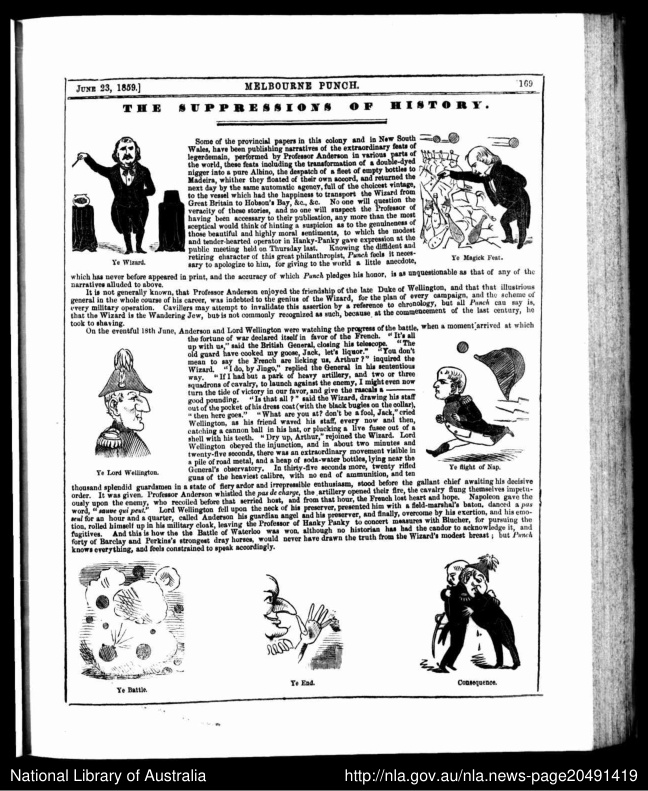 JUNE 23, 1859.]
MELBOURNE PUNCH.
169
THE SUPPRESSIONS OF HISTORY.
Some of the provincial papers in this colony and in New South
Wales, have been publishing narratives of the extraordinary feats of
legerdemain, performed by Professor Anderson in various parts of
the world, these feats including the transformation of a double-dyed
nigger into a pure Albino, the despatch of a fleet of empty bottles to
Madeira, whither they floated of their own accord, and returned the
next day by the same automatic agency, full of the choicest vintage,
to the vessel which had the happiness to transport the Wizard from
Great Britain to Hobson's Bay, &c., &c. No one will question the
veracity of these stories, and no one will suspect the Professor of
having been accessary to their publication, any more than the most
sceptical would think of hinting a suspicion as to the genuineness of
those beautiful and highly moral sentiments, to which the modest
and tender-hearted operator in Hanky-Panky gave expression at the
public meeting held on Thursday last. Knowing the diffident and
retiring character of this great philanthropist, Punch feels it neces-
sary to apologize to him, for giving to the world a little anecdote,
Ye Wizard.
Ye Magick Feat.
which has never before appeared in print, and the accuracy of which Punch pledges his honor, is as unquestionable as that of any of the
narratives alluded to above.
It is not generally known, that Professor Anderson enjoyed the friendship of the late Duke of Wellington, and that that illustrious
general in the whole course of his career, was indebted to the genius of the Wizard, for the plan of every campaign, and the scheme of
every military operation. Cavillers may attempt to invalidate this assertion by a reference to chronology, but all Punch can say is,
that the Wizard is the Wandering Jew, but is not commonly recognised as such, because at the commencement of the last century, he
took to shaving.
On the eventful 18th June, Anderson and Lord Wellington were watching the progress of the battle, when a moment arrived at which
the fortune of war declared itself in favor of the French. "It's all
up with us," said the British General, closing his telescope. "The
old guard have cooked my goose, Jack, let's liquor." "You don't
mean to say the French are licking us, Arthur?" inquired the
Wizard. "I do, by Jingo," replied the General in his sententious
way. "If I had but a park of heavy artillery, and two or three
squadrons of cavalry, to launch against the enemy, I might even now
turn the tide of victory in our favor, and give the rascals a ———
good pounding. "Is that all?" said the Wizard, drawing his staff
out of the pocket of his dress coat (with the black bugles on the collar),
"then here goes." "What are you at? don't be a fool, Jack," cried
Wellington, as his friend waved his staff, every now and then,
catching a cannon ball in his hat, or plucking a live fusee out of a
shell with his teeth. "Dry up, Arthur," rejoined the Wizard. Lord
Wellington obeyed the injunction, and in about two minutes and
twenty-five seconds, there was an extraordinary movement visible in
a pile of road metal, and a heap of soda-water bottles, lying near the
General's observatory. In thirty-five seconds more, twenty rifled
guns of the heaviest calibre, with no end of ammunition, and ten
Ye Lord Wellington.
Ye flight of Nap.
thousand splendid guardsmen in a state of fiery ardor and irrepressible enthusiasm, stood before the gallant chief awaiting his decisive
order. It was given. Professor Anderson whistled the pas de charge, the artillery opened their fire, the cavalry flung themselves impetu-
ously upon the enemy, who recoiled before that serried host, and from that hour, the French lost heart and hope. Napoleon gave the
word, "sauve qui peut." Lord Wellington fell upon the neck of his preserver, presented him with a field-marshal's baton, danced a pas
seul for an hour and a quarter, called Anderson his guardian angel and his preserver, and finally, overcome by his exertion, and his emo-
tion, rolled himself up in his military cloak, leaving the Professor of Hanky Panky to concert measures with Blucher, for pursuing the
fugitives. And this is how the the Battle of Waterloo was won, although no historian has had the candor to acknowledge it, and
forty of Barclay and Perkins's strongest dray horses, would never have drawn the truth from the Wizard's modest breast; but Punch
knows everything, and feels constrained to speak accordingly.
Ye Battle.
Ye End.
Consequence.
National Library of Australia
http://nla.gov.au/nla.news-page20491419